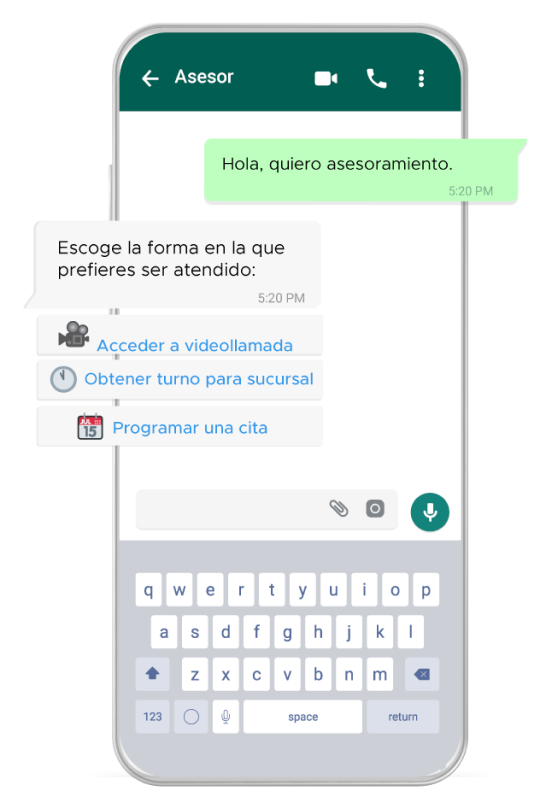 Asesor
Hola, quiero asesoramiento.
5:20 PM
Escoge la forma en la que
prefieres ser atendido:
5:20 PM
Acceder a videollamada
Obtener turno para sucursal
JUL
15
Programar una cita
q w e r t y u i o p
a s d f g h j k l
z x c v b n m
123 space return